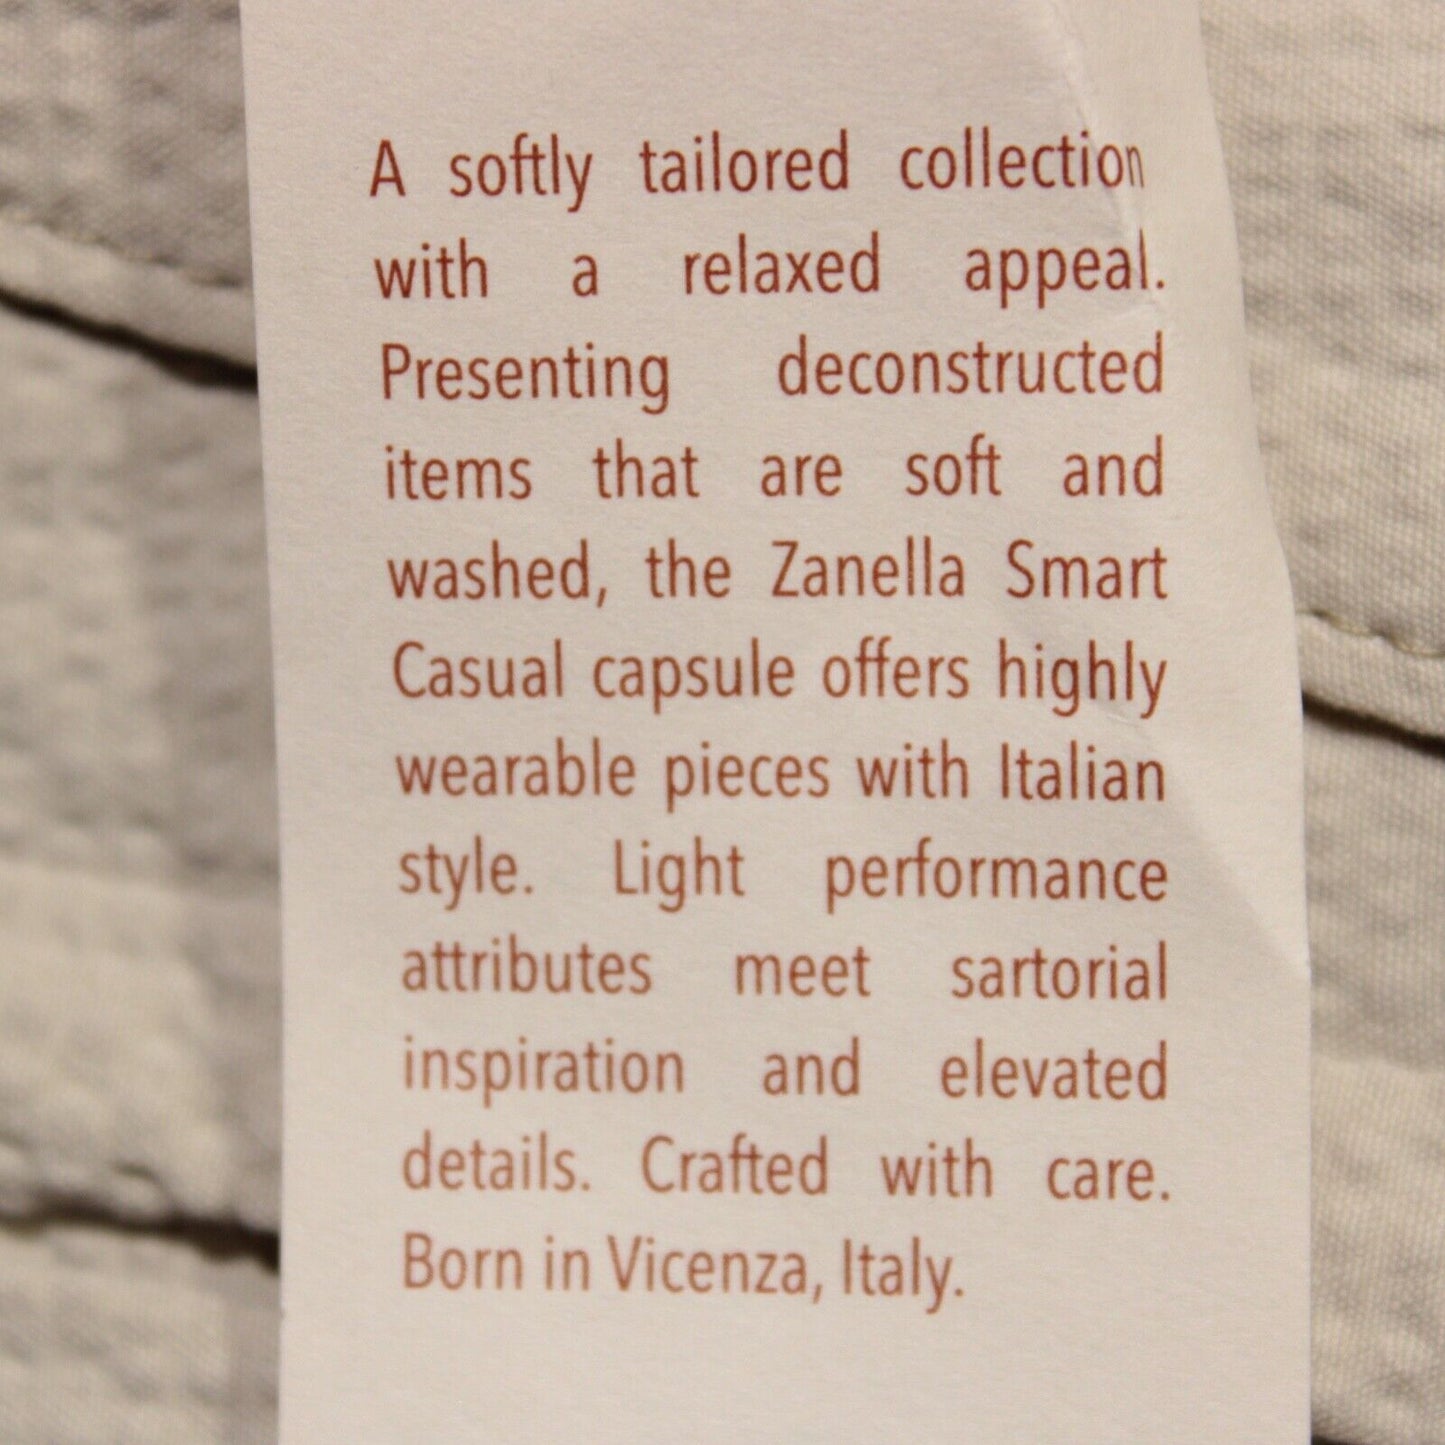 A softly tailored collection
with a relaxed appeal.
Presenting deconstructed
items that are soft and
washed, the Zanella Smart
Casual capsule offers highly
wearable pieces with Italian
style. Light performance
attributes meet sartorial
inspiration and elevated
details. Crafted with care.
Born in Vicenza, Italy.